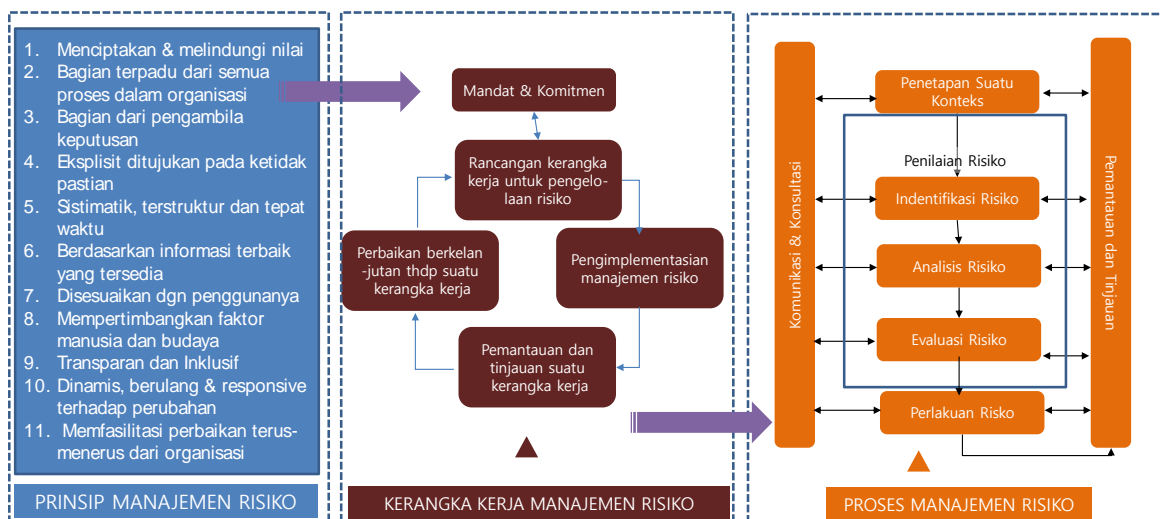 1. Menciptakan & melindungi nilai
2. Bagian terpadu dari semua
proses dalam organisasi
3. Bagian dari pengambila
keputusan
4. Eksplisit ditujukan pada ketidak
pastian
5. Sistimatik, terstruktur dan tepat
waktu
6. Berdasarkan informasi terbaik
yang tersedia
7. Disesuaikan dgn penggunanya
8. Mempertimbangkan faktor
manusia dan budaya
9. Transparan dan Inklusif
10. Dinamis, berulang & responsive
terhadap perubahan
11. Memfasilitasi perbaikan terus-
menerus dari organisasi
PRINSIP MANAJEMEN RISIKO
Mandat & Komitmen
Rancangan kerangka
kerja untuk pengelo-
laan risiko
Perbaikan berkelan
-jutan thdp suatu
kerangka kerja
Pengimplementasian
manajemen risiko
Pemantauan dan
tinjauan suatu
kerangka kerja
KERANGKA KERJA MANAJEMEN RISIKO
Komunikasi & Konsultasi
Penetapan Suatu
Konteks
Penilaian Risiko
Indentifikasi Risiko
Analisis Risiko
Evaluasi Risiko
Perlakuan Risko
Pemantauan dan Tinjauan
PROSES MANAJEMEN RISIKO